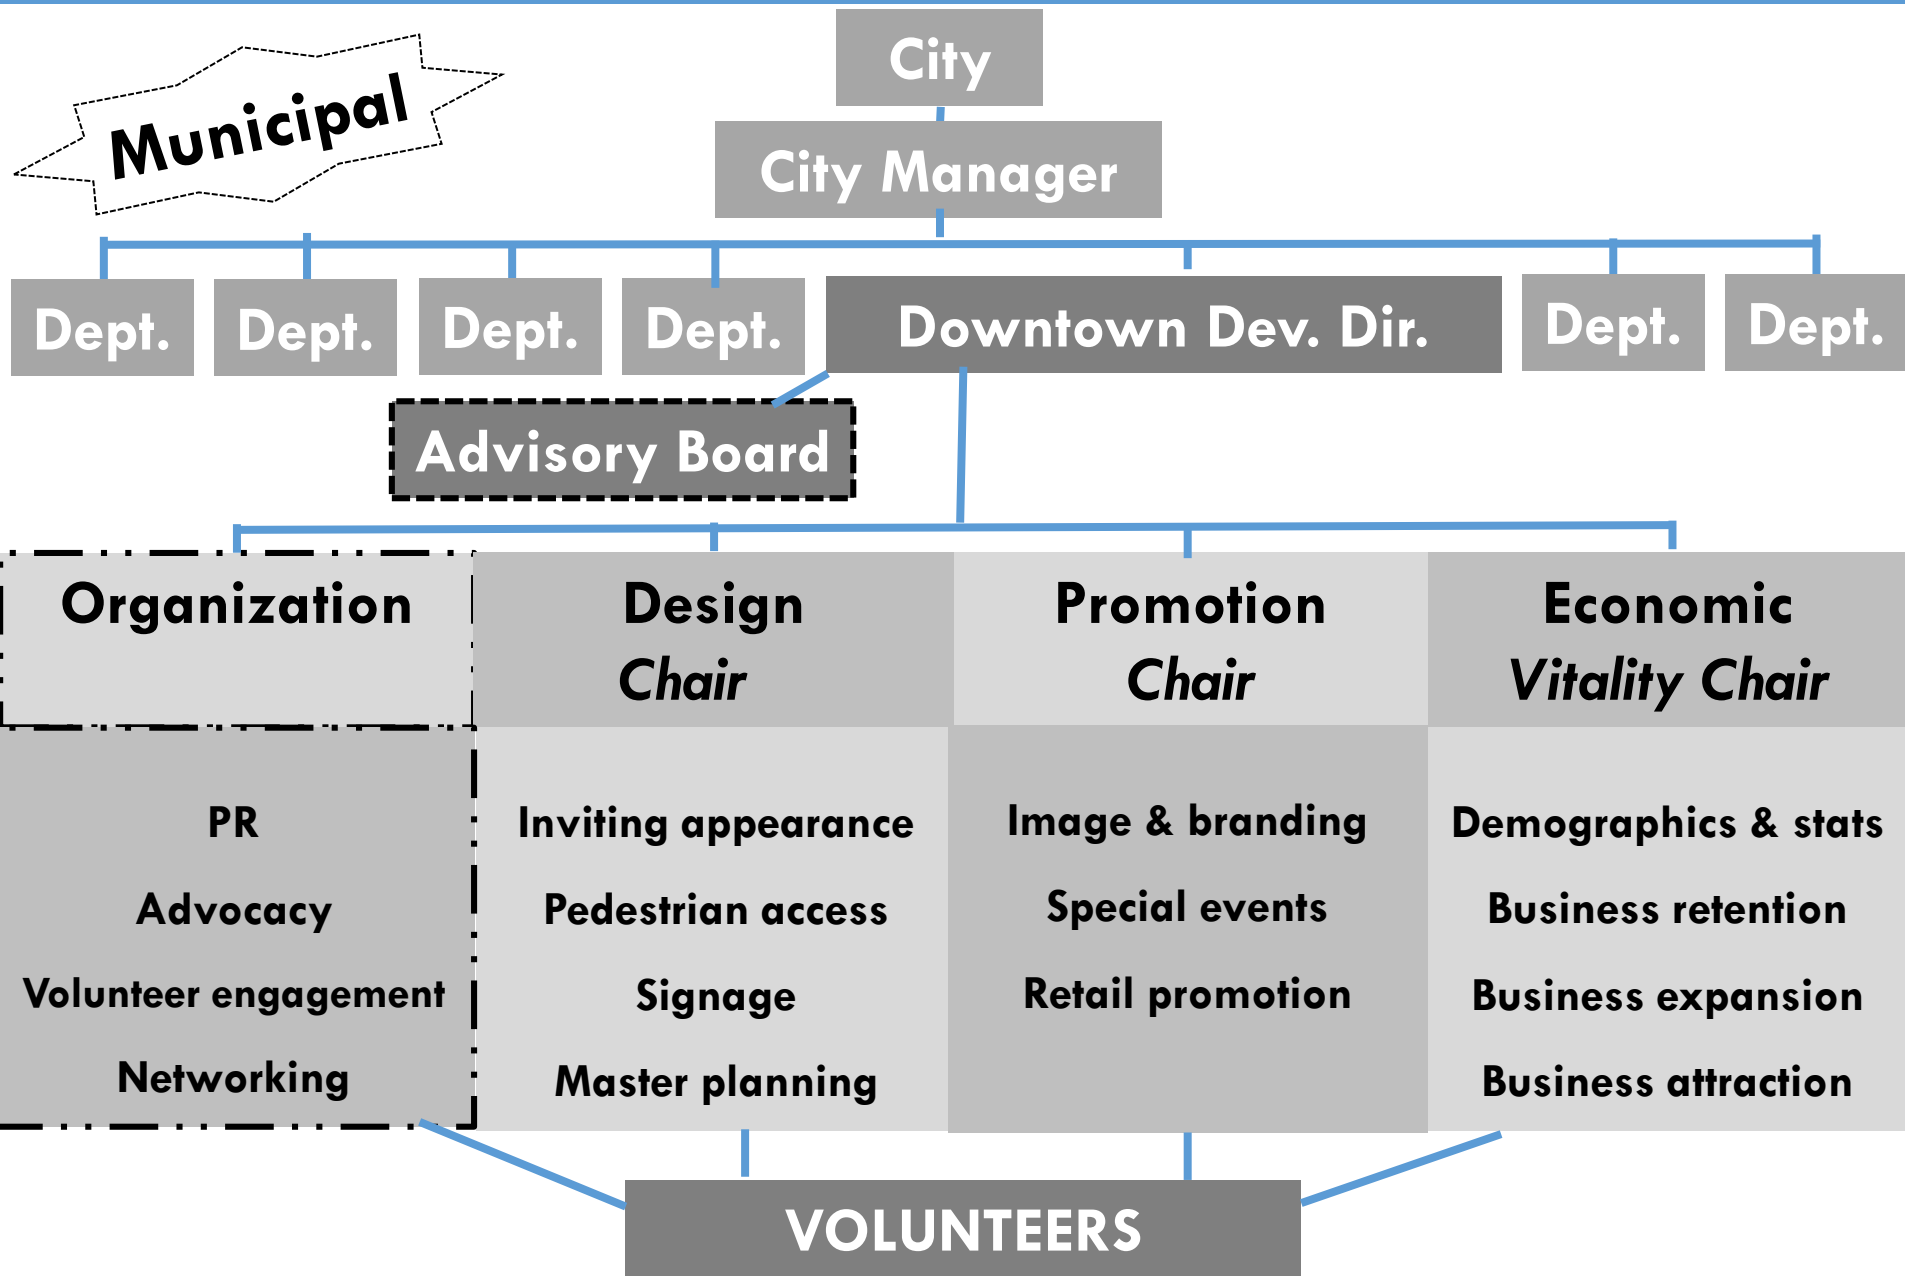 Municipal
City
City Manager
Dept.
Dept.
Dept.
Dept.
Downtown Dev. Dir.
Dept.
Dept.
Advisory Board
Organization
Design
Chair
Promotion
Chair
Economic
Vitality Chair
PR
Advocacy
Volunteer engagement
Networking
Inviting appearance
Pedestrian access
Signage
Master planning
Image & branding
Special events
Retail promotion
Demographics & stats
Business retention
Business expansion
Business attraction
VOLUNTEERS